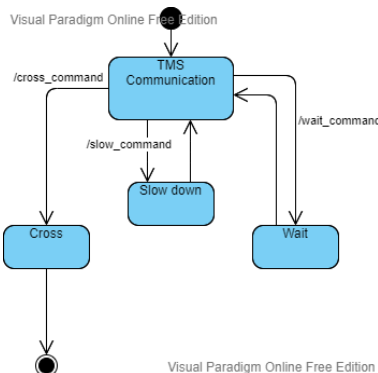 Visual Paradigm Online Free Edition
TMS
Communication
/cross_command
/wait_command
/slow_command
Slow down
Cross
Wait
Visual Paradigm Online Free Edition